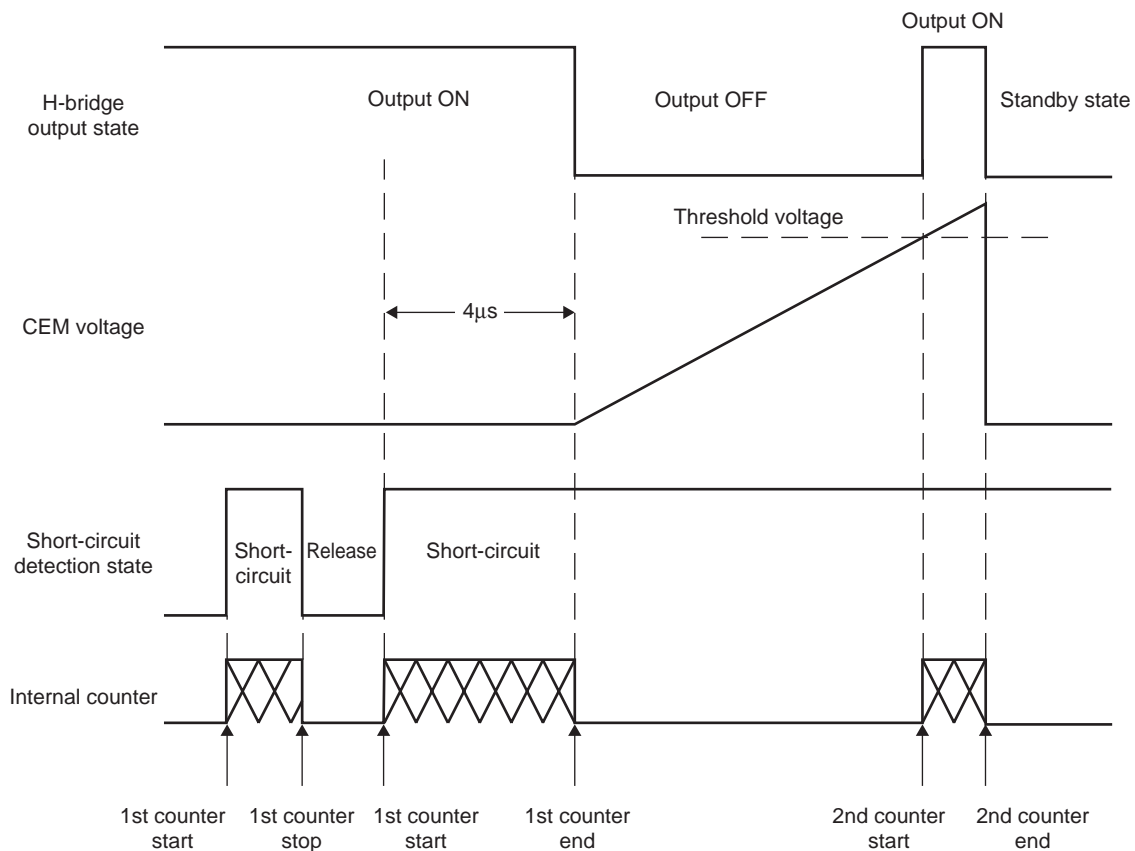 Output ON
H-bridge
output state
Output ON
Output OFF
Standby state
Threshold voltage
4μs
CEM voltage
Short-circuit
detection state
Short-
circuit
Release
Short-circuit
Internal counter
1st counter
start
1st counter
stop
1st counter
start
1st counter
end
2nd counter
start
2nd counter
end